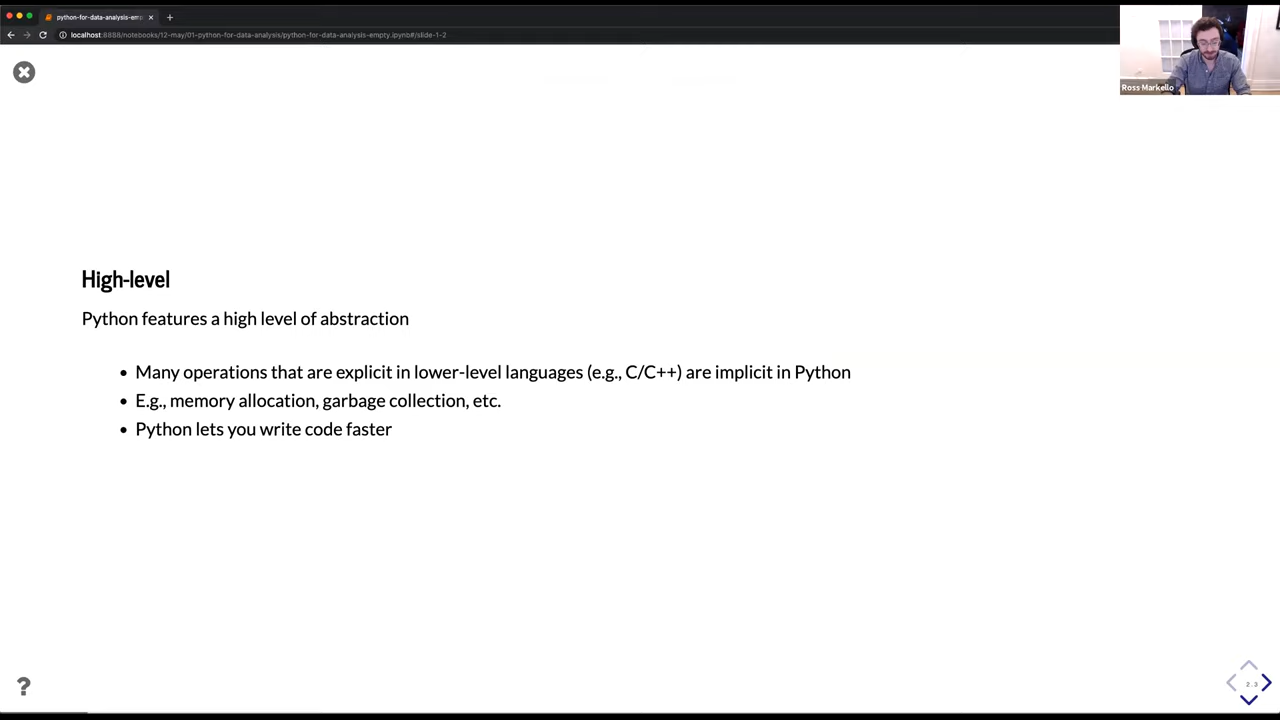 python-for-data-analysis-em
localhost:8888/notebooks/12-may/01-python-for-data-analysis/python-for-data-analysis-empty.ipynb#/slide-1-2
Ross Markello
High-level
Python features a high level of abstraction
• Many operations that are explicit in lower-level languages (e.g., C/C++) are implicit in Python
• E.g., memory allocation, garbage collection, etc.
• Python lets you write code faster
?
2.3